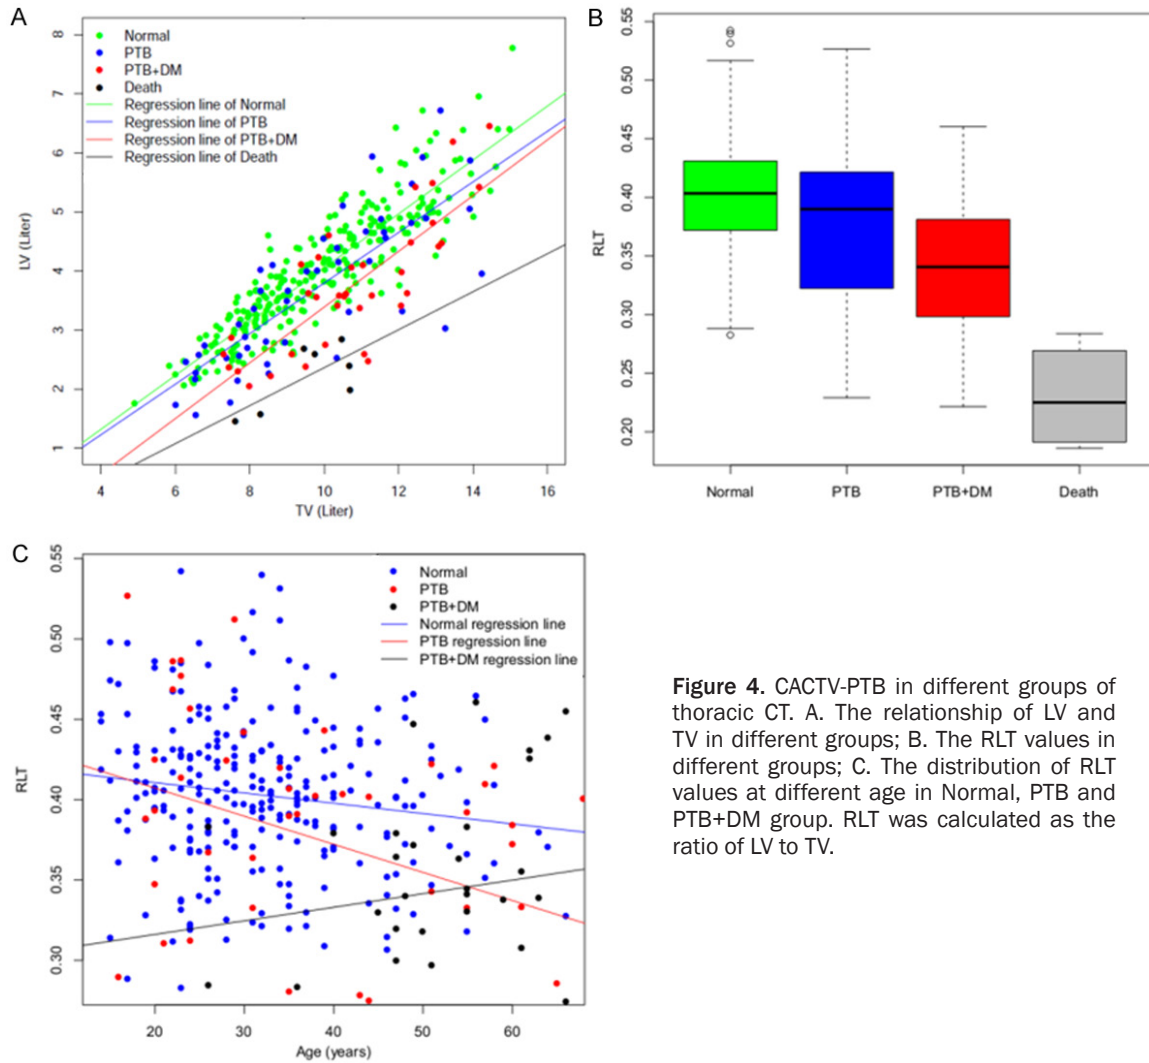 A
Normal
PTB
PTB+DM
Death
Regression line of Normal
Regression line of PTB
Regression line of PTB+DM
Regression line of Death
LV (Liter)
8
7
6
5
4
3
2
1
4 6 8 10 12 14 16
TV (Liter)
B
RLT
0.55
0.50
0.45
0.40
0.35
0.30
0.25
0.20
Normal PTB PTB+DM Death
C
Normal
PTB
PTB+DM
Normal regression line
PTB regression line
PTB+DM regression line
RLT
0.55
0.50
0.45
0.40
0.35
0.30
20 30 40 50 60
Age (years)
Figure 4. CACTV-PTB in different groups of
thoracic CT. A. The relationship of LV and
TV in different groups; B. The RLT values in
different groups; C. The distribution of RLT
values at different age in Normal, PTB and
PTB+DM group. RLT was calculated as the
ratio of LV to TV.